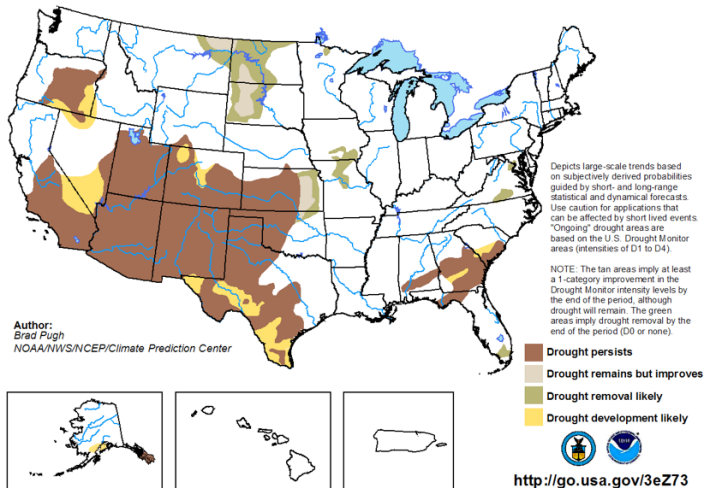 Depicts large-scale trends based
on subjectively derived probabilities
guided by short- and long-range
statistical and dynamical forecasts.
Use caution for applications that
can be affected by short lived events.
"Ongoing" drought areas are
based on the U.S. Drought Monitor
areas (intensities of D1 to D4).
NOTE: The tan areas imply at least
a 1-category improvement in the
Drought Monitor intensity levels by
the end of the period, although
drought will remain. The green
areas imply drought removal by the
end of the period (D0 or none).
Author:
Brad Pugh
NOAA/NWS/NCEP/Climate Prediction Center
Drought persists
Drought remains but improves
Drought removal likely
Drought development likely
http://go.usa.gov/3eZ73